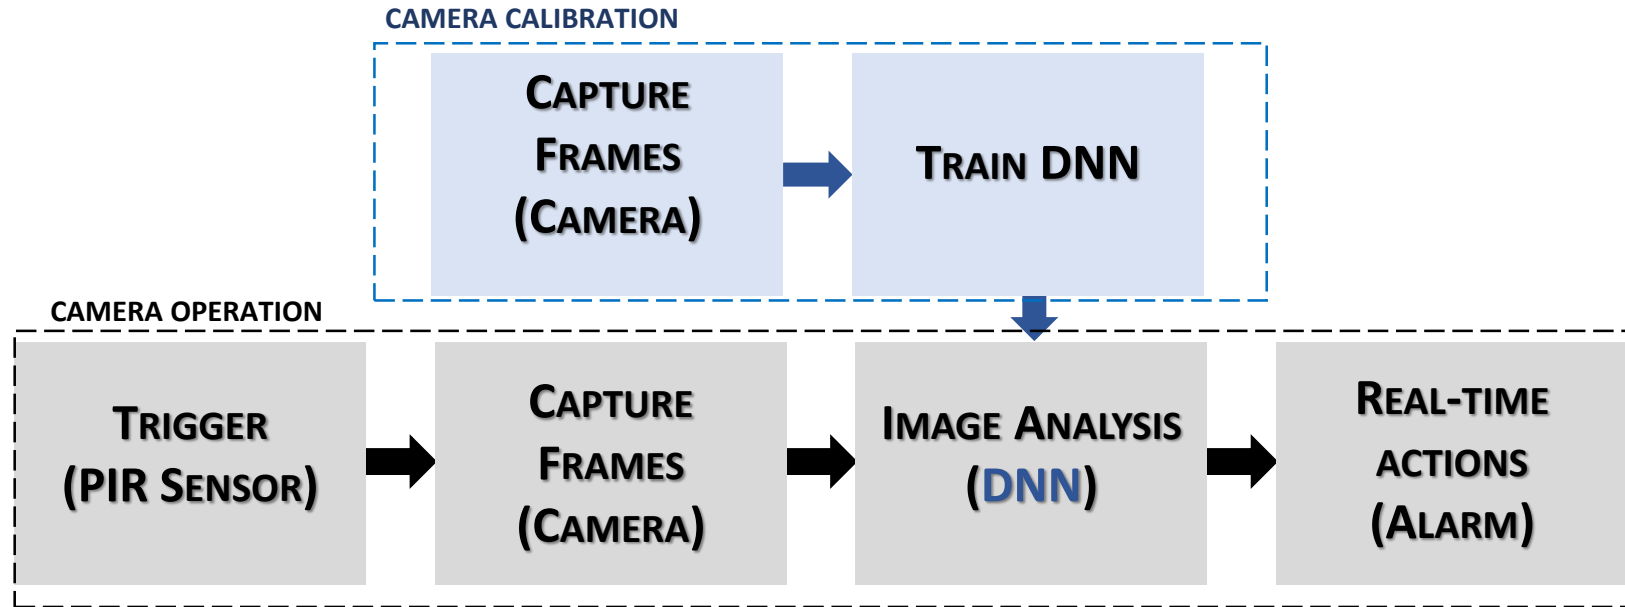 CAMERA CALIBRATION
CAPTURE
FRAMES
(CAMERA)
TRAIN DNN
CAMERA OPERATION
TRIGGER
(PIR SENSOR)
CAPTURE
FRAMES
(CAMERA)
IMAGE ANALYSIS
(DNN)
REAL-TIME
ACTIONS
(ALARM)